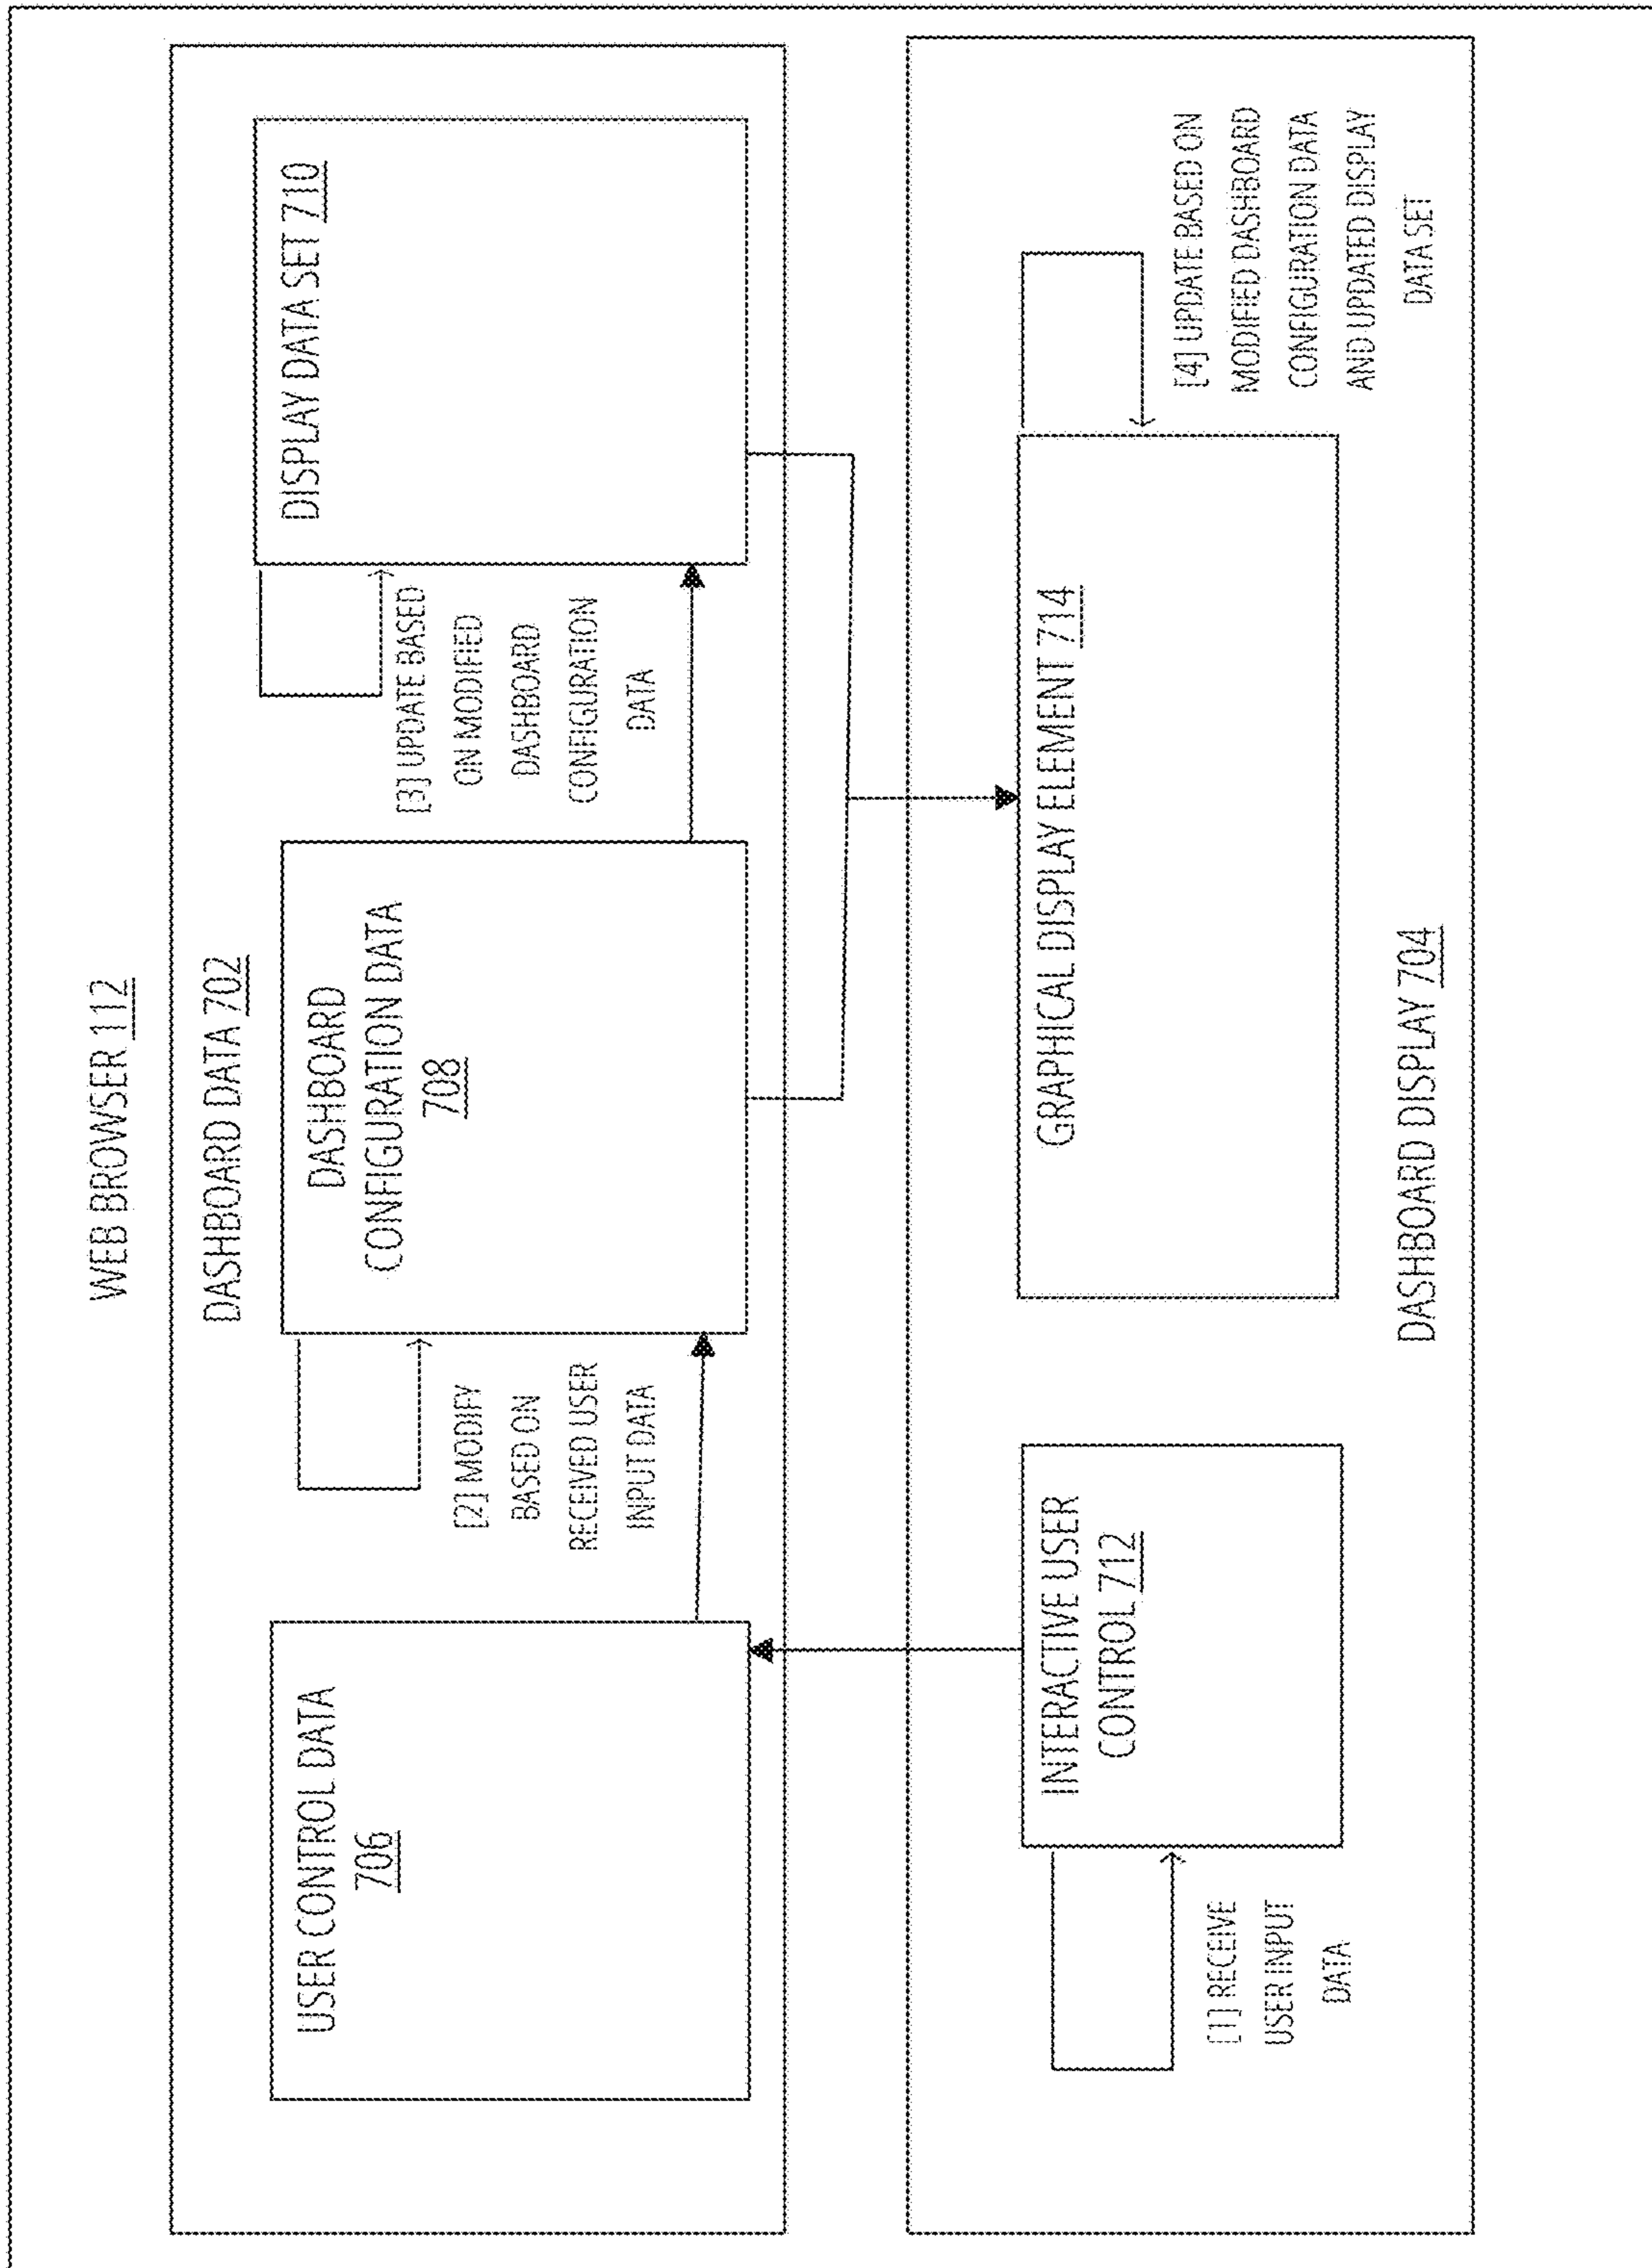 WEB BROWSER 112
DASHBOARD DATA 702
USER CONTROL DATA
706
[2] MODIFY
BASED ON
RECEIVED USER
INPUT DATA
DASHBOARD
CONFIGURATION DATA
708
[3] UPDATE BASED
ON MODIFIED
DASHBOARD
CONFIGURATION
DATA
DISPLAY DATA SET 710
[1] RECEIVE
USER INPUT
DATA
INTERACTIVE USER
CONTROL 712
GRAPHICAL DISPLAY ELEMENT 714
[4] UPDATE BASED ON
MODIFIED DASHBOARD
CONFIGURATION DATA
AND UPDATED DISPLAY
DATA SET
DASHBOARD DISPLAY 704